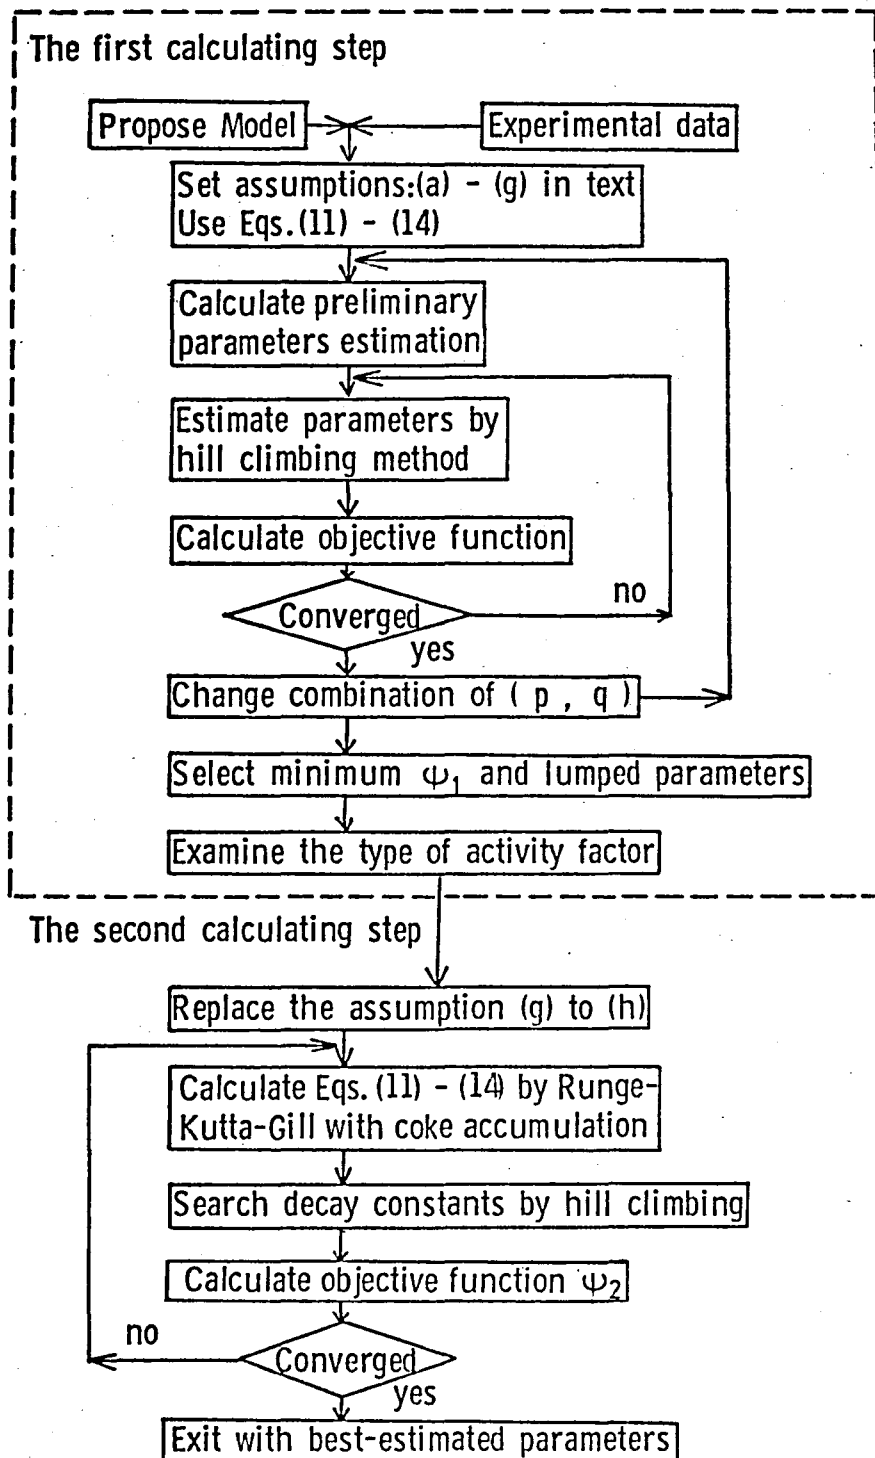 The first calculating step
Propose Model
Experimental data
Set assumptions:(a) - (g) in text
Use Eqs.(11) - (14)
Calculate preliminary
parameters estimation
Estimate parameters by
hill climbing method
Calculate objective function
Converged
no
yes
Change combination of ( p , q )
Select minimum ψ₁ and lumped parameters
Examine the type of activity factor
The second calculating step
Replace the assumption (g) to (h)
Calculate Eqs. (11) - (14) by Runge-
Kutta-Gill with coke accumulation
Search decay constants by hill climbing
Calculate objective function ψ₂
no
Converged
yes
Exit with best-estimated parameters